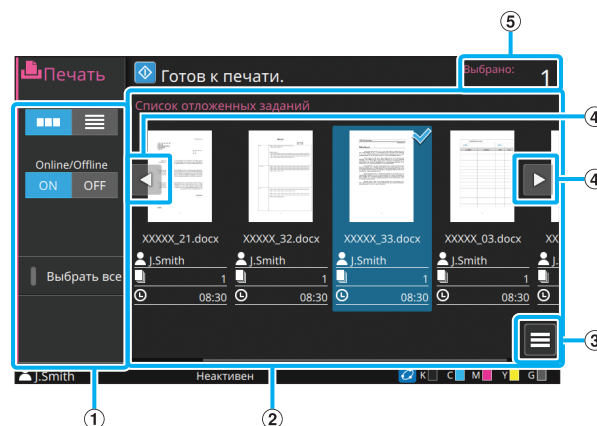 5
Печать
Готов к печати.
Выбрано:
1
Список отложенных заданий
4
Online/Offline
ON OFF
4
XXXXX_21.docx XXXXX_32.docx XXXXX_33.docx XXXXX_03.docx XX
J.Smith J.Smith J.Smith J.Smith J.
1 1 1 1
Выбрать все
08:30 08:30 08:30 08:30
3
J.Smith Неактивен K C M Y G
1 2